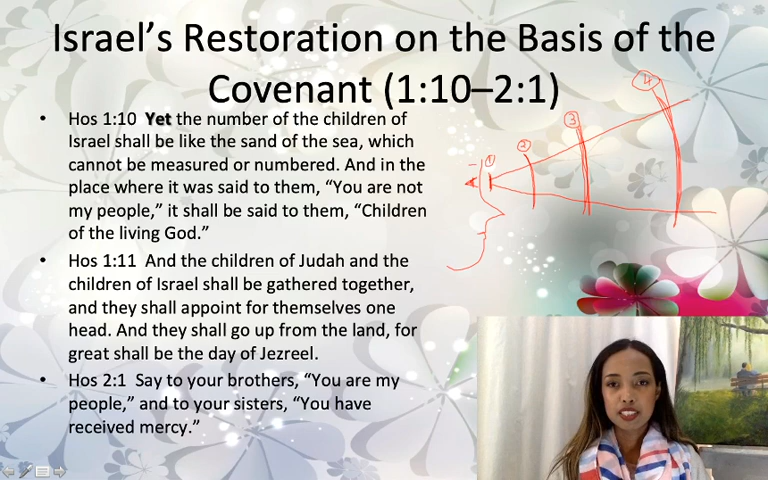 Israel's Restoration on the Basis of the
Covenant (1:10–2:1)
• Hos 1:10 Yet the number of the children of
Israel shall be like the sand of the sea, which
cannot be measured or numbered. And in the
place where it was said to them, "You are not
my people," it shall be said to them, "Children
of the living God."
• Hos 1:11 And the children of Judah and the
children of Israel shall be gathered together,
and they shall appoint for themselves one
head. And they shall go up from the land, for
great shall be the day of Jezreel.
• Hos 2:1 Say to your brothers, "You are my
people," and to your sisters, "You have
received mercy."
1
2
3
4